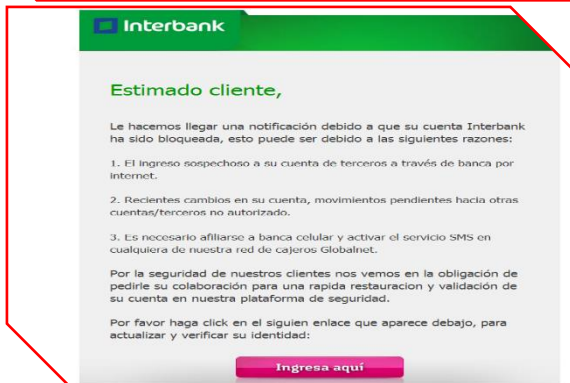 Interbank
Estimado cliente,
Le hacemos llegar una notificación debido a que su cuenta Interbank
ha sido bloqueada, esto puede ser debido a las siguientes razones:
1. El ingreso sospechoso a su cuenta de terceros a través de banca por
internet.
2. Recientes cambios en su cuenta, movimientos pendientes hacia otras
cuentas/terceros no autorizado.
3. Es necesario afiliarse a banca celular y activar el servicio SMS en
cualquiera de nuestra red de cajeros Globalnet.
Por la seguridad de nuestros clientes nos vemos en la obligación de
pedirle su colaboración para una rapida restauracion y validación de
su cuenta en nuestra plataforma de seguridad.
Por favor haga click en el siguien enlace que aparece debajo, para
actualizar y verificar su identidad:
Ingresa aquí